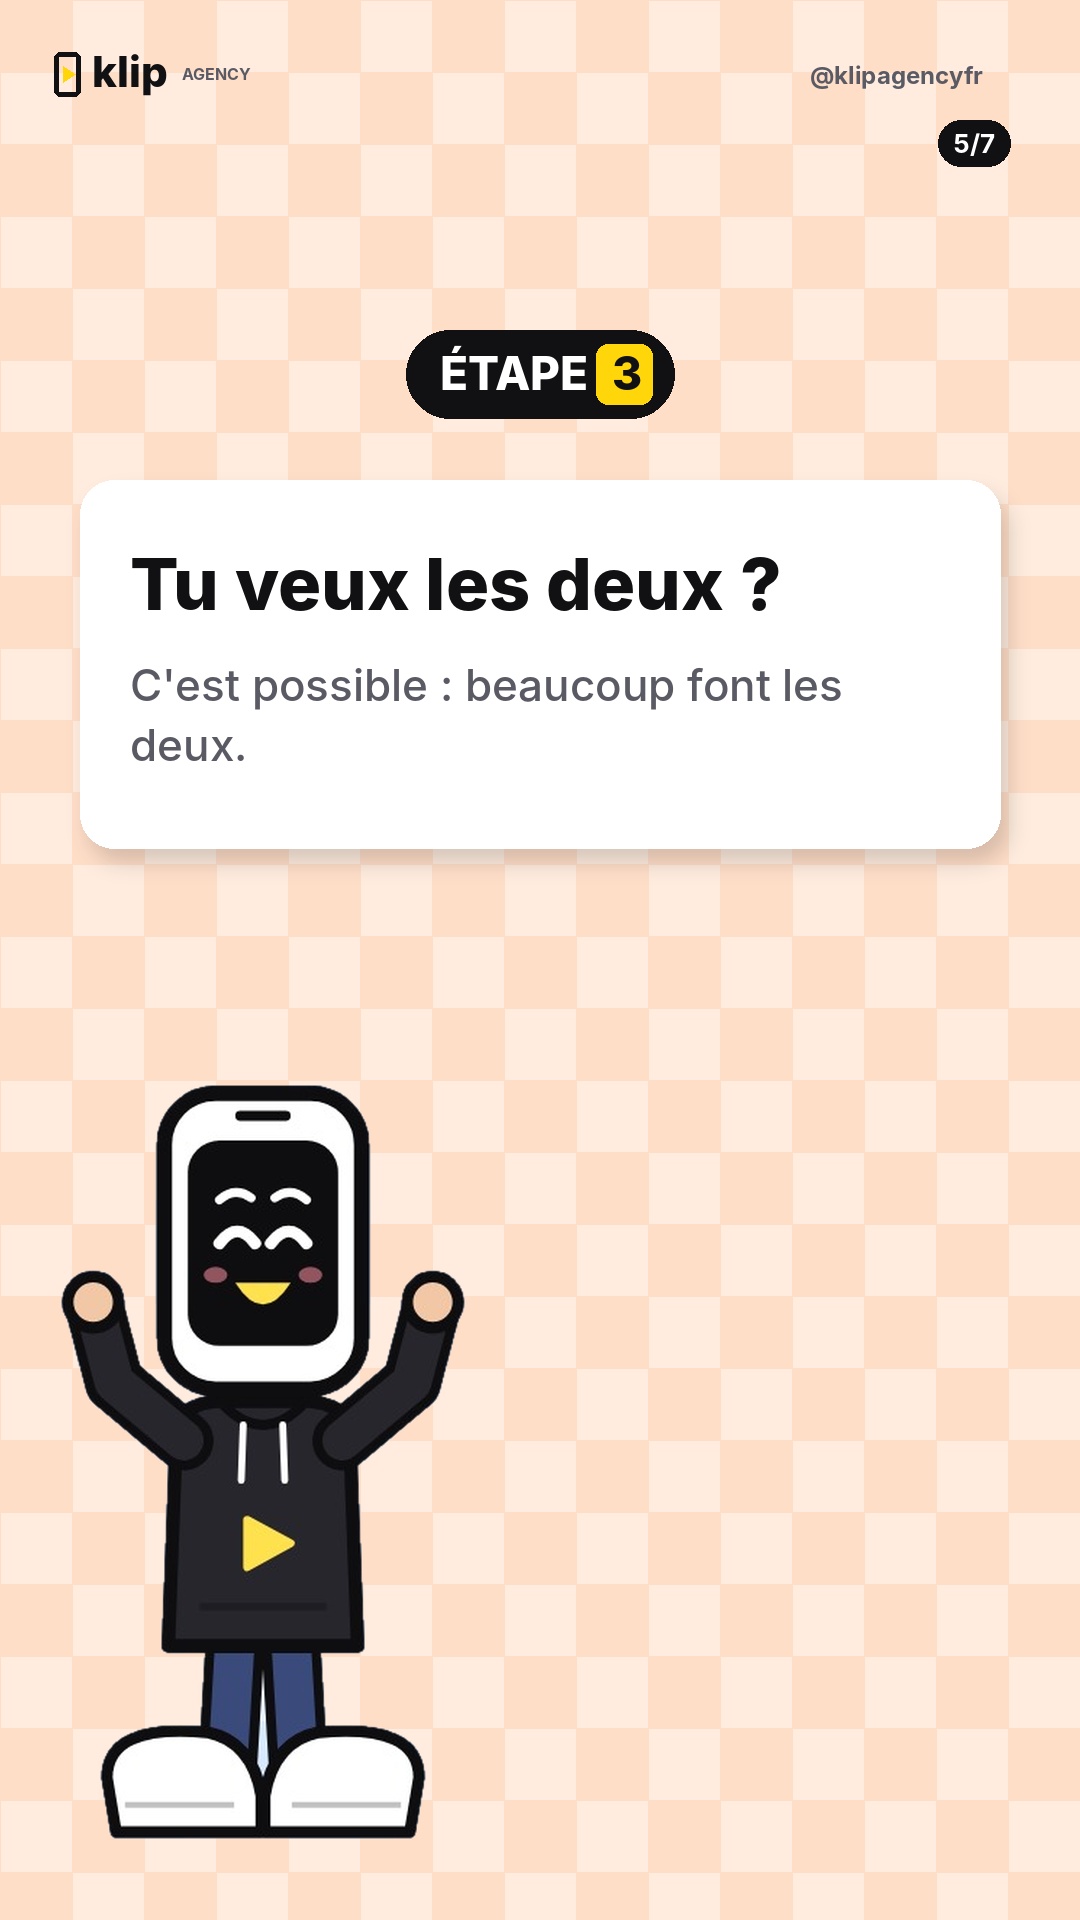 klip AGENCY
@klipagencyfr
5/7
ÉTAPE 3
Tu veux les deux ?
C'est possible : beaucoup font les
deux.